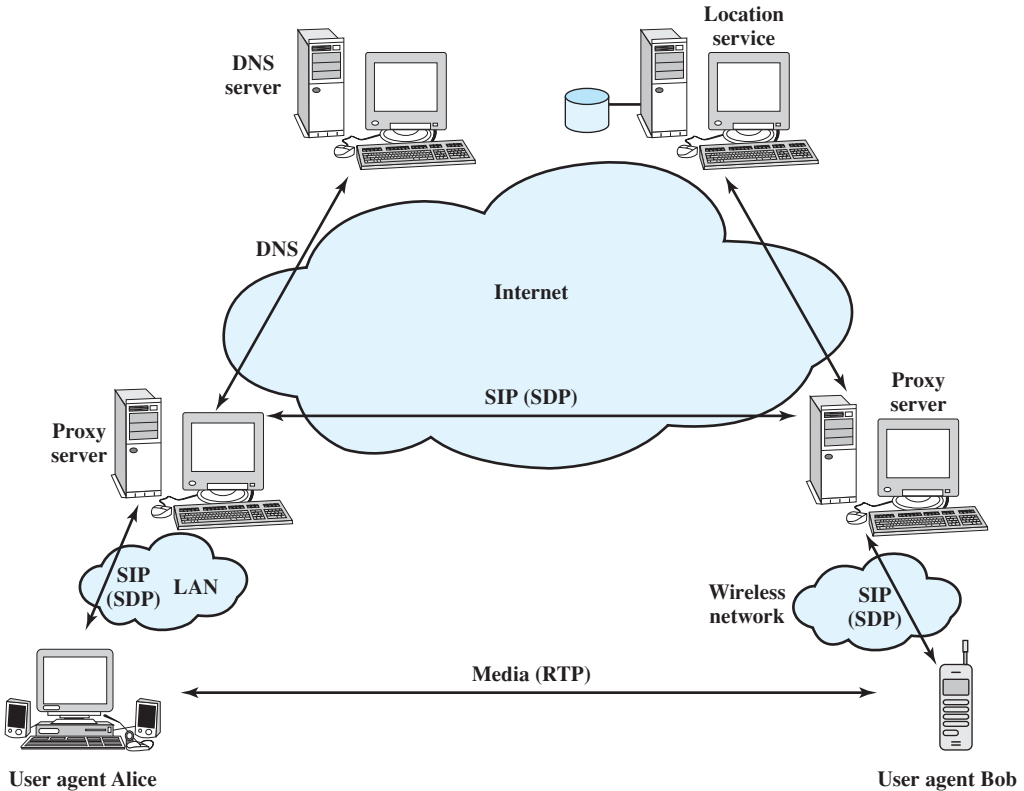 Location
service
DNS
server
DNS
Internet
SIP (SDP)
Proxy
server
Proxy
server
SIP
(SDP)
LAN
Wireless
network
SIP
(SDP)
Media (RTP)
User agent Alice
User agent Bob